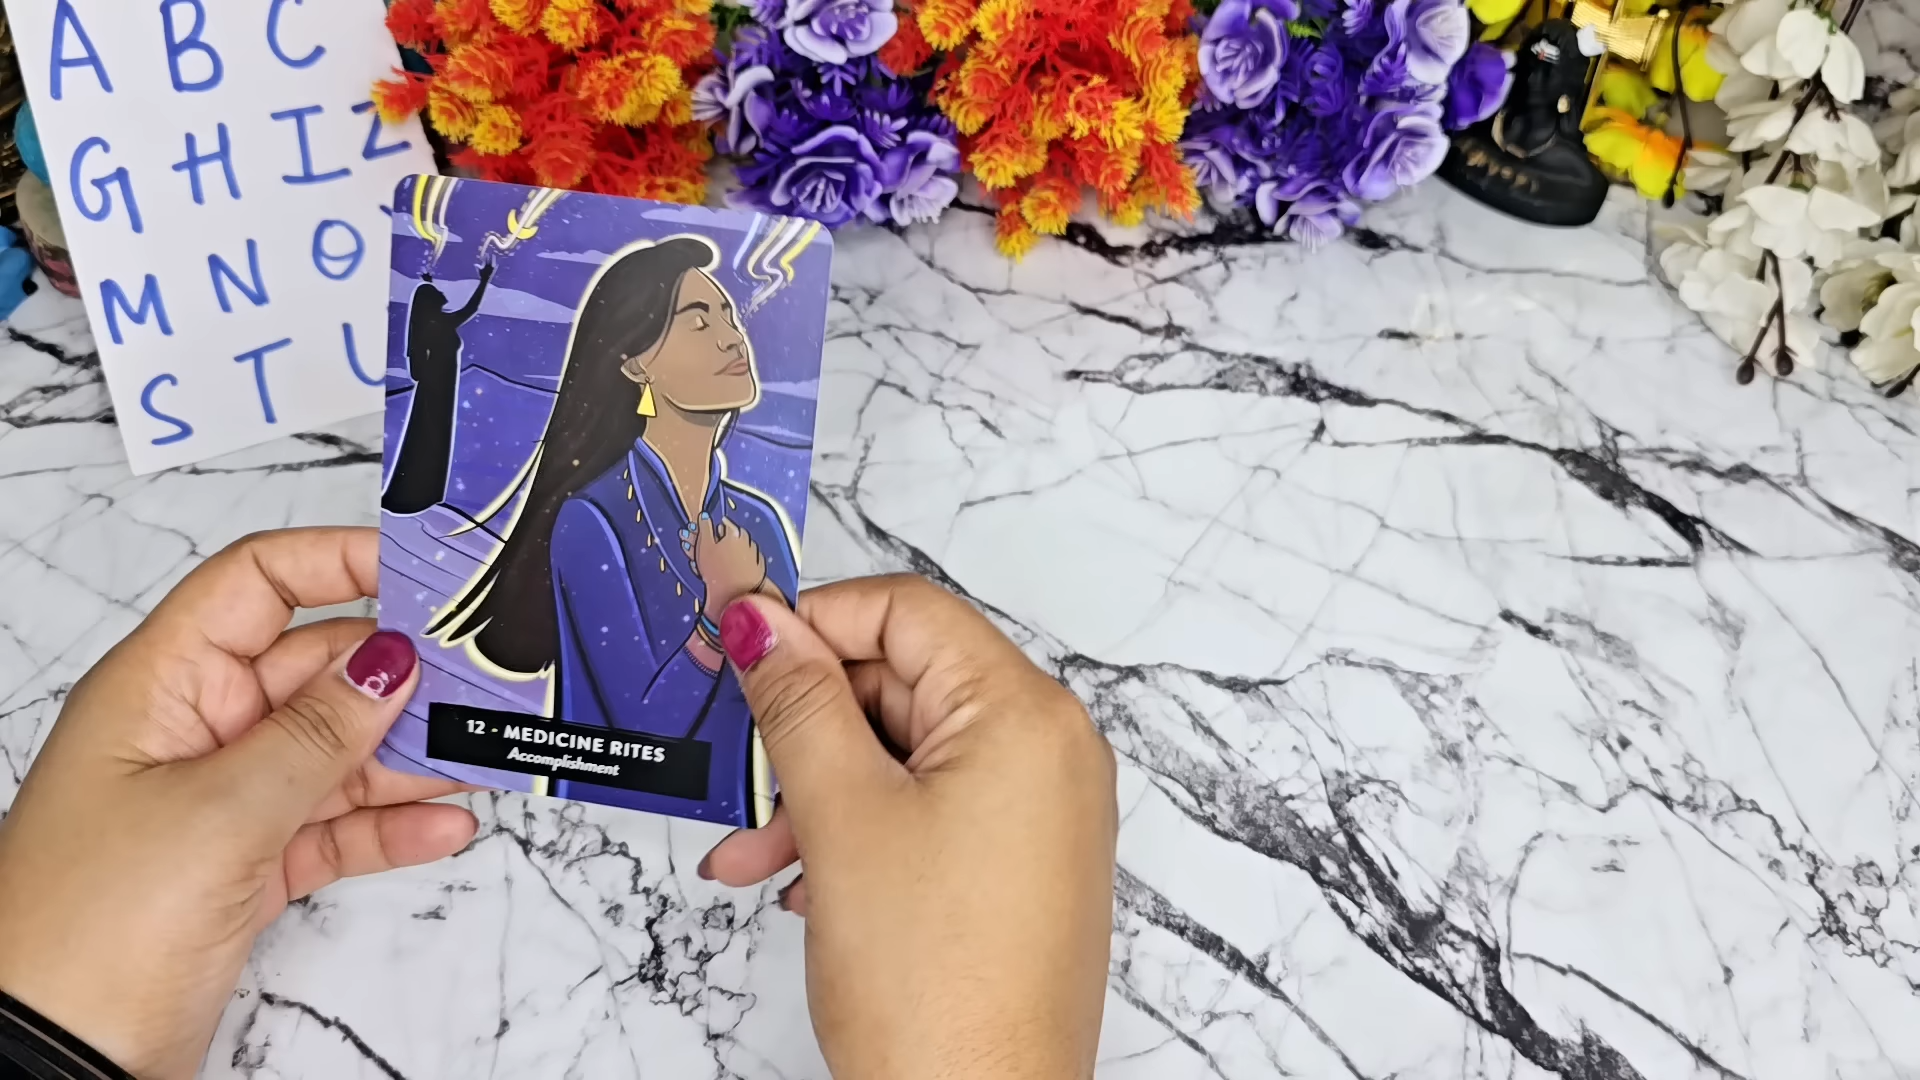 A B C
G H I Z
M N O
S T U
12 - MEDICINE RITES
Accomplishment